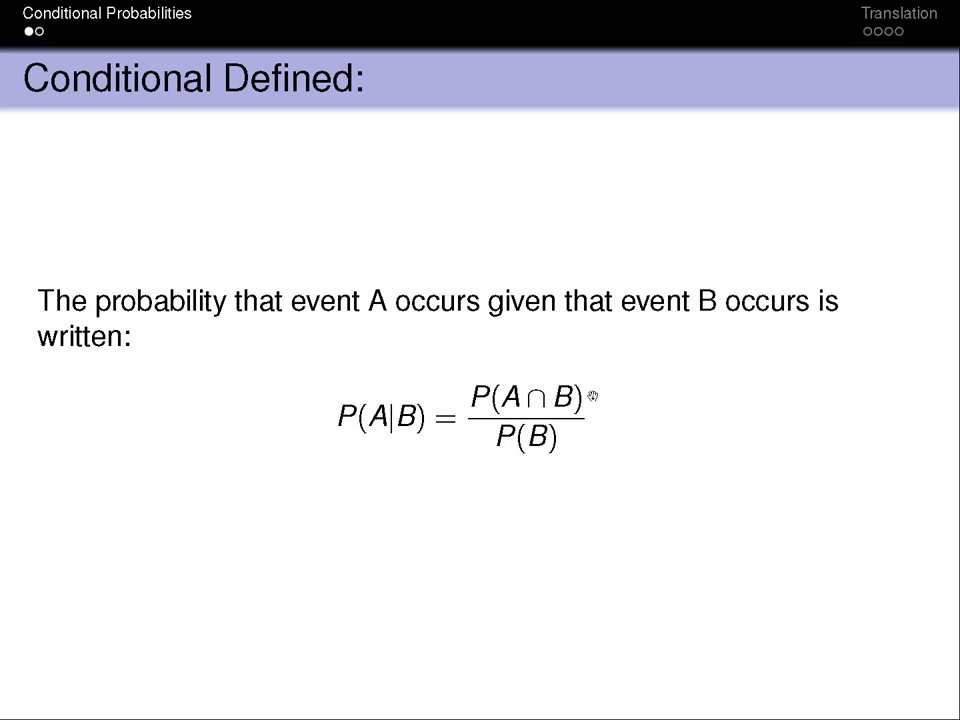 Conditional Probabilities
Translation
Conditional Defined:
The probability that event A occurs given that event B occurs is
written:
P(A|B) = P(A ∩ B) / P(B)